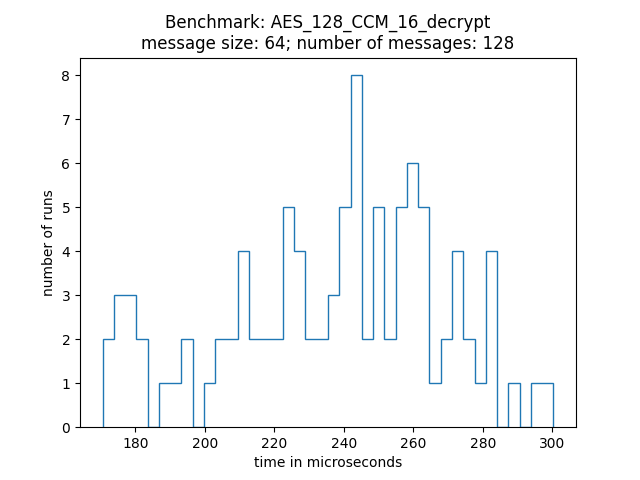 Benchmark: AES_128_CCM_16_decrypt
message size: 64; number of messages: 128
8
7
6
5
4
3
2
1
0
number of runs
180 200 220 240 260 280 300
time in microseconds